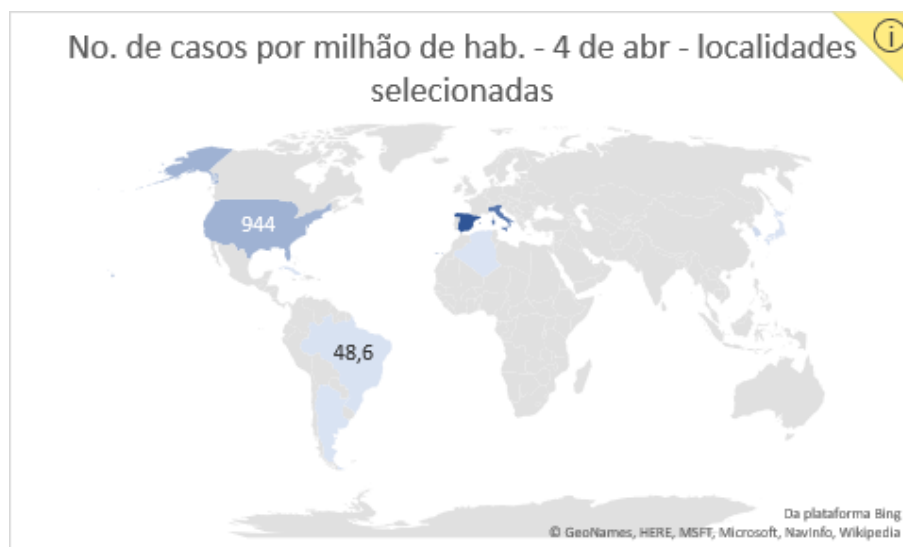 No. de casos por milhão de hab. - 4 de abr - localidades
selecionadas
944
48,6
Da plataforma Bing
© GeoNames, HERE, MSFT, Microsoft, NavInfo, Wikipedia